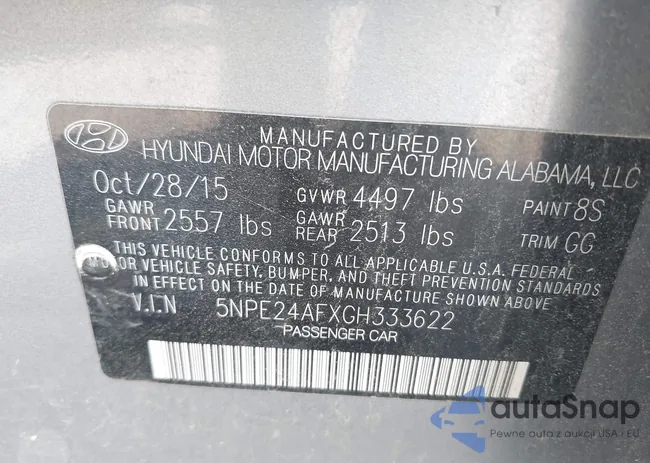 MANUFACTURED BY
HYUNDAI MOTOR MANUFACTURING ALABAMA, LLC
Oct/28/15 GVWR 4497 lbs PAINT 8S
GAWR FRONT 2557 lbs GAWR REAR 2513 lbs TRIM GG
THIS VEHICLE CONFORMS TO ALL APPLICABLE U.S.A. FEDERAL
MOTOR VEHICLE SAFETY, BUMPER, AND THEFT PREVENTION STANDARDS
IN EFFECT ON THE DATE OF MANUFACTURE SHOWN ABOVE
V.I.N 5NPE24AFXGH333622
PASSENGER CAR
autaSnap
Pewne auta z aukcji USA i EU